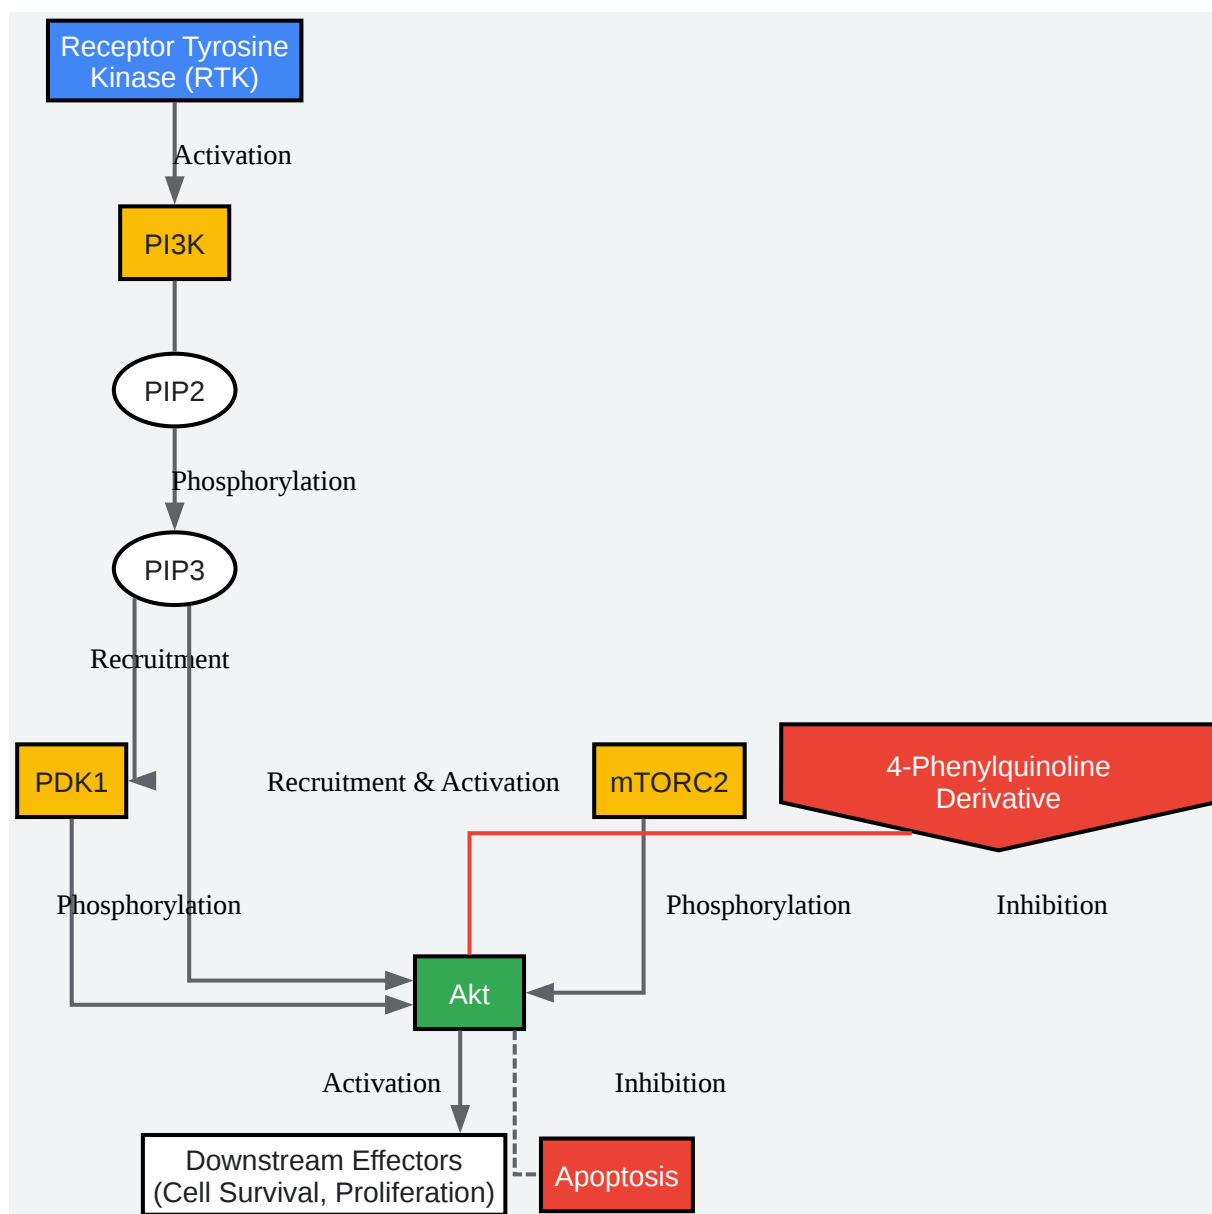 Receptor Tyrosine
Kinase (RTK)
Activation
PI3K
PIP2
Phosphorylation
PIP3
Recruitment
PDK1
Recruitment & Activation
mTORC2
4-Phenylquinoline
Derivative
Phosphorylation
Phosphorylation
Inhibition
Akt
Activation
Inhibition
Downstream Effectors
(Cell Survival, Proliferation)
Apoptosis